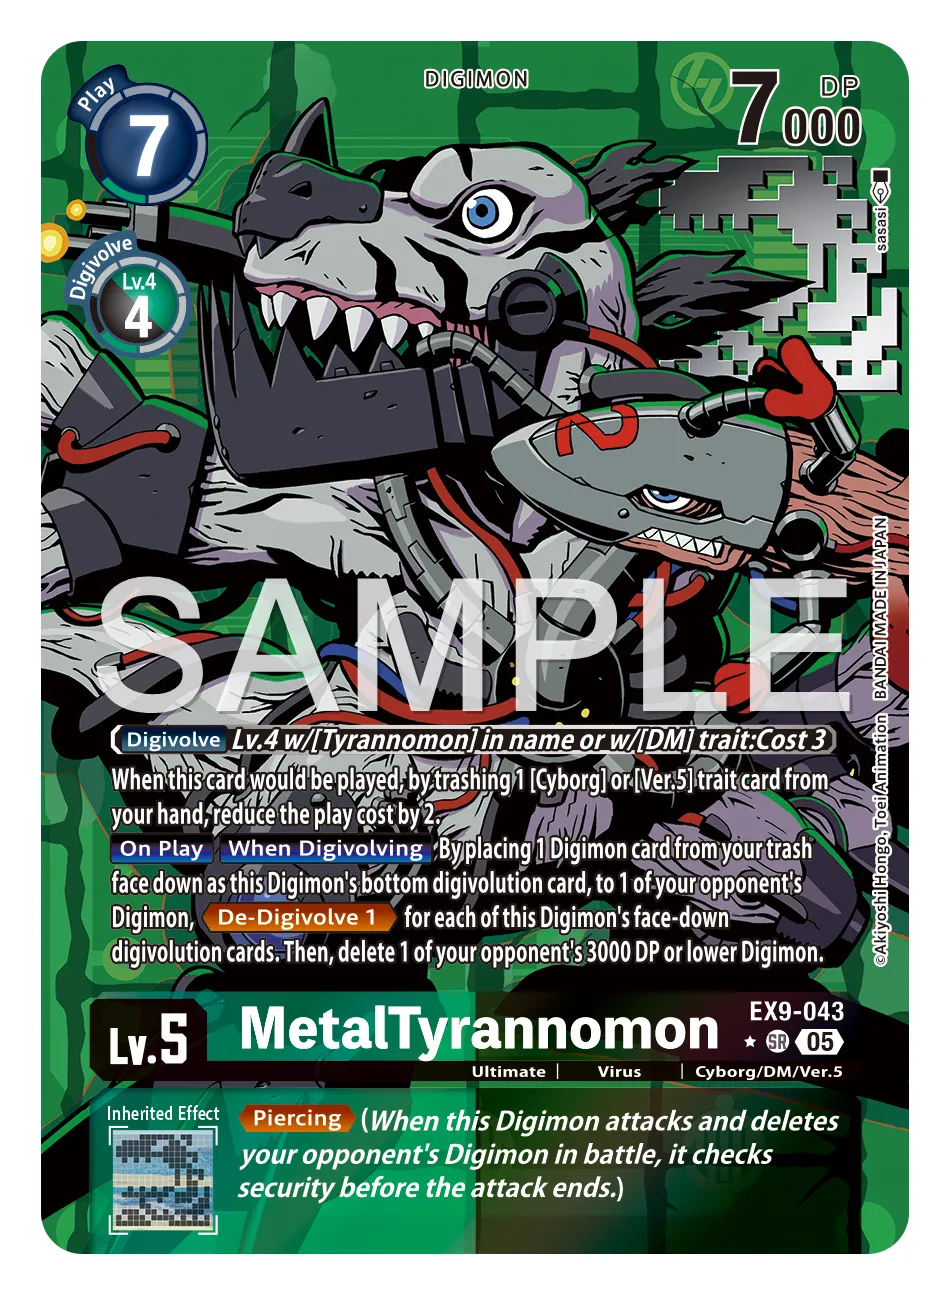 DIGIMON
Play
7
DP
7000
Digivolve
Lv.4
4
sasasi
2
SAMPLE
Digivolve Lv.4 w/[Tyrannomon] in name or w/[DM] trait:Cost 3
When this card would be played, by trashing 1 [Cyborg] or [Ver.5] trait card from
your hand, reduce the play cost by 2.
On Play When Digivolving By placing 1 Digimon card from your trash
face down as this Digimon's bottom digivolution card, to 1 of your opponent's
Digimon, De-Digivolve 1 for each of this Digimon's face-down
digivolution cards. Then, delete 1 of your opponent's 3000 DP or lower Digimon.
©Akiyoshi Hongo, Toei Animation BANDAI MADE IN JAPAN
Lv.5
MetalTyrannomon
EX9-043
SR 05
Ultimate | Virus | Cyborg/DM/Ver.5
Inherited Effect
Piercing (When this Digimon attacks and deletes
your opponent's Digimon in battle, it checks
security before the attack ends.)